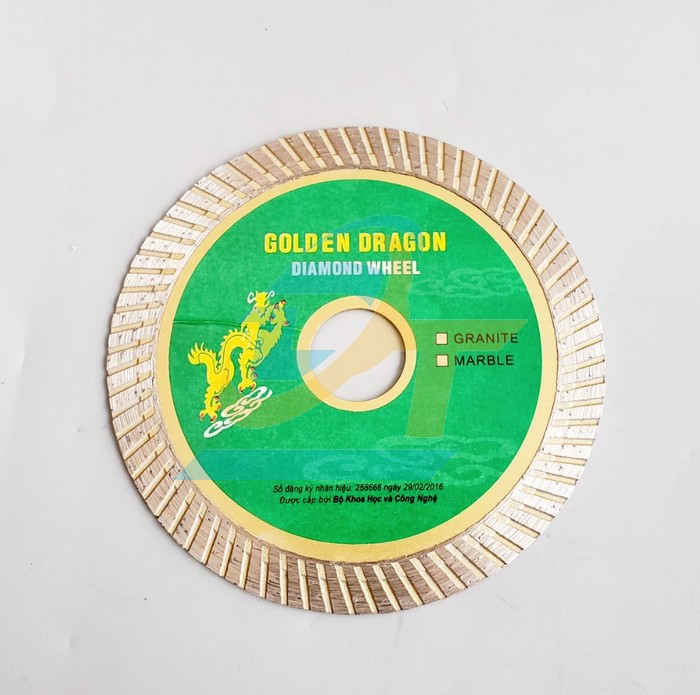 GOLDEN DRAGON
DIAMOND WHEEL
GRANITE
MARBLE
Số đăng ký nhãn hiệu: 258566 ngày 29/02/2016
Được cấp bởi Bộ Khoa Học và Công Nghệ